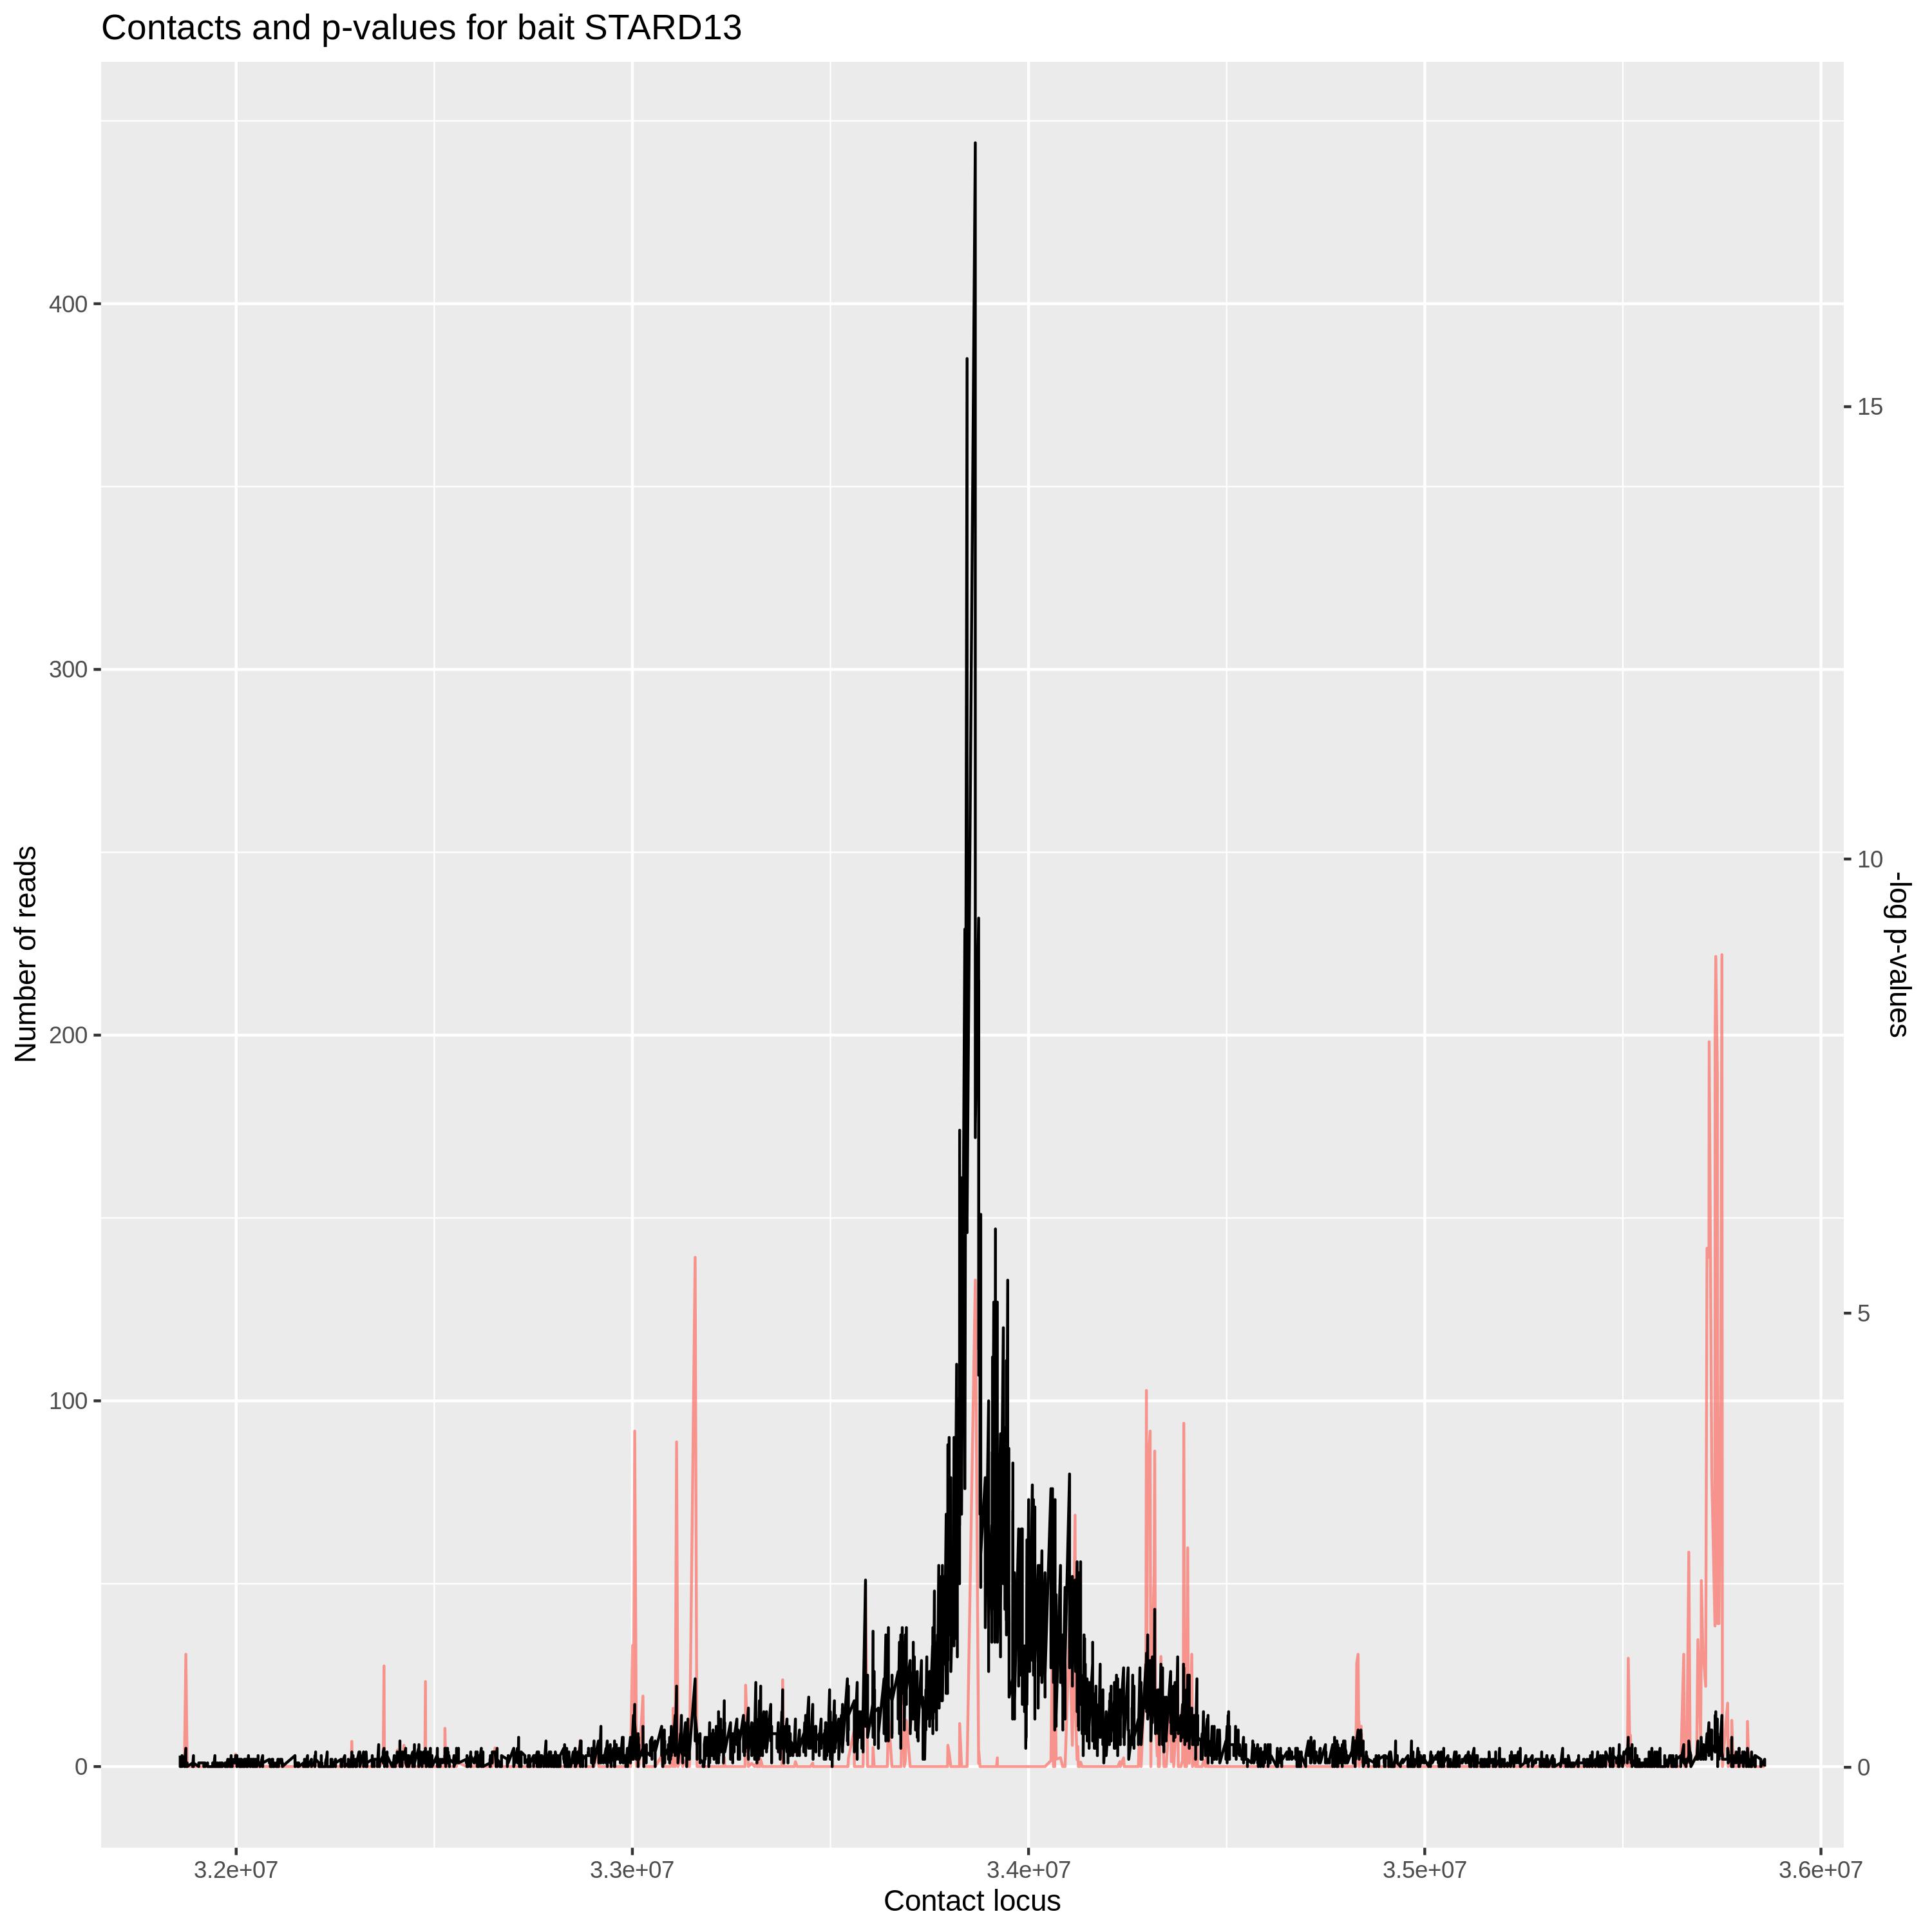 Contacts and p-values for bait STARD13
400
300
200
100
0
Number of reads
15
10
5
0
-log p-values
3.2e+07
3.3e+07
3.4e+07
3.5e+07
3.6e+07
Contact locus